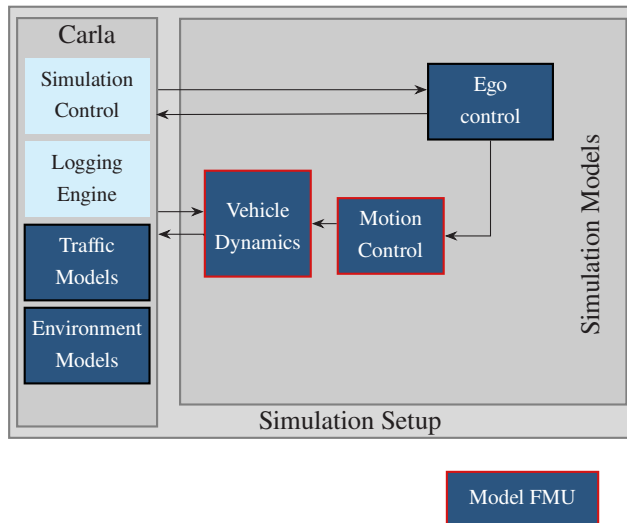 Carla
Simulation
Control
Logging
Engine
Traffic
Models
Environment
Models
Ego
control
Vehicle
Dynamics
Motion
Control
Simulation Models
Simulation Setup
Model FMU